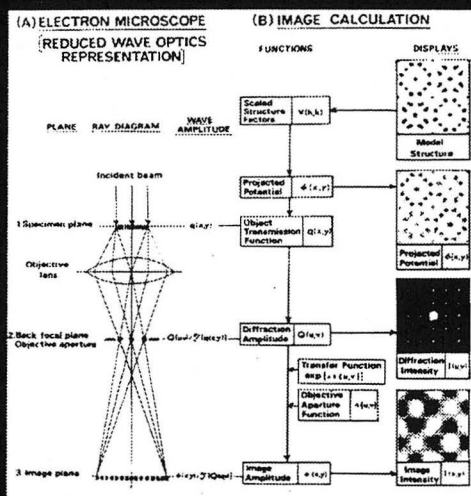 (A) ELECTRON MICROSCOPE
[REDUCED WAVE OPTICS
REPRESENTATION]
PLANE RAY DIAGRAM WAVE
AMPLITUDE
Incident beam
1. Specimen plane q(x,y)
Objective
lens
2. Back focal plane
Objective aperture
3. Image plane
(B) IMAGE CALCULATION
FUNCTIONS DISPLAYS
Scaled
Structure
Factors V(h,k)
Model
Structure
Projected
Potential ϕ(x,y)
Object
Transmission
Function Q(x,y)
Projected
Potential ϕ(x,y)
Diffraction
Amplitude Q(u,v)
Diffraction
Intensity I(u,v)
Transfer Function
Objective
Aperture
Function A(u,v)
Image
Amplitude
Image
Intensity I(x,y)